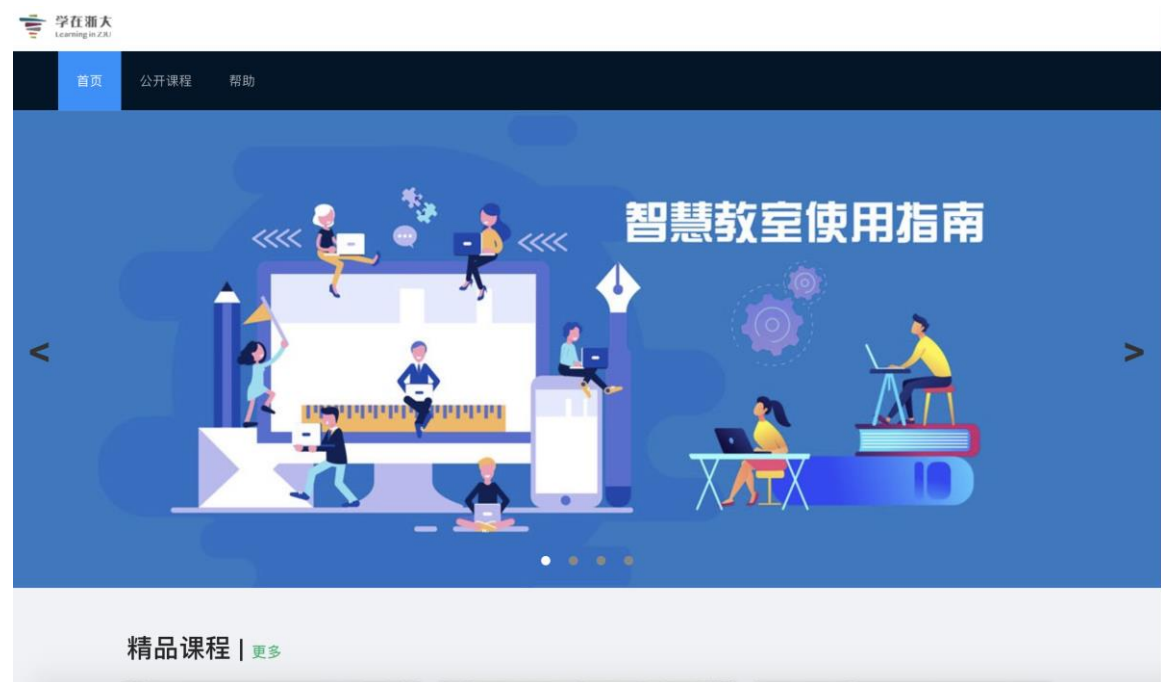 学在浙大
Learning in ZJU
首页 公开课程 帮助
智慧教室使用指南
< >
精品课程 | 更多